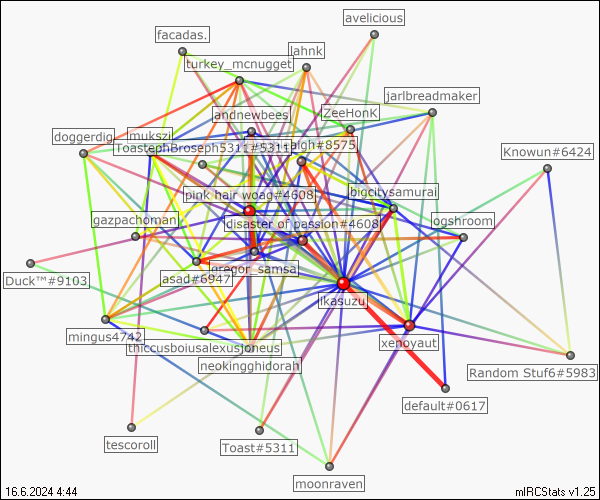 avelicious
facadas.
lahnk
turkey_mcnugget
jarlbreadmaker
andnewbees
ZeeHonK
mukszi
doggerdig
ToastephBroseph5311#5311
aigh#8575
Knowun#6424
pink hair woag#4608
bigcitysamurai
gazpachoman
disaster of passion#4608
ogshroom
gregor_samsa
Duck™#9103
asad#6947
ikasuzu
mingus4742
thiccusboiusalexusjoneus
xenoyaut
neokingghidorah
Random Stuf6#5983
default#0617
tescoroll
Toast#5311
moonraven
16.6.2024 4:44
mIRCStats v1.25